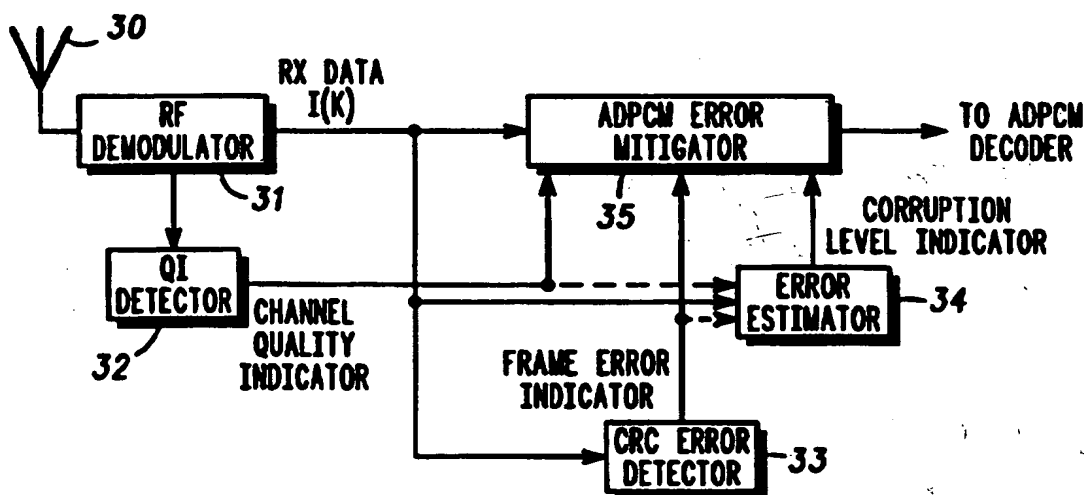 30
RX DATA
I(K)
RF
DEMODULATOR
31
ADPCM ERROR
MITIGATOR
35
TO ADPCM
DECODER
QI
DETECTOR
32
CHANNEL
QUALITY
INDICATOR
CORRUPTION
LEVEL INDICATOR
ERROR
ESTIMATOR
34
FRAME ERROR
INDICATOR
CRC ERROR
DETECTOR
33